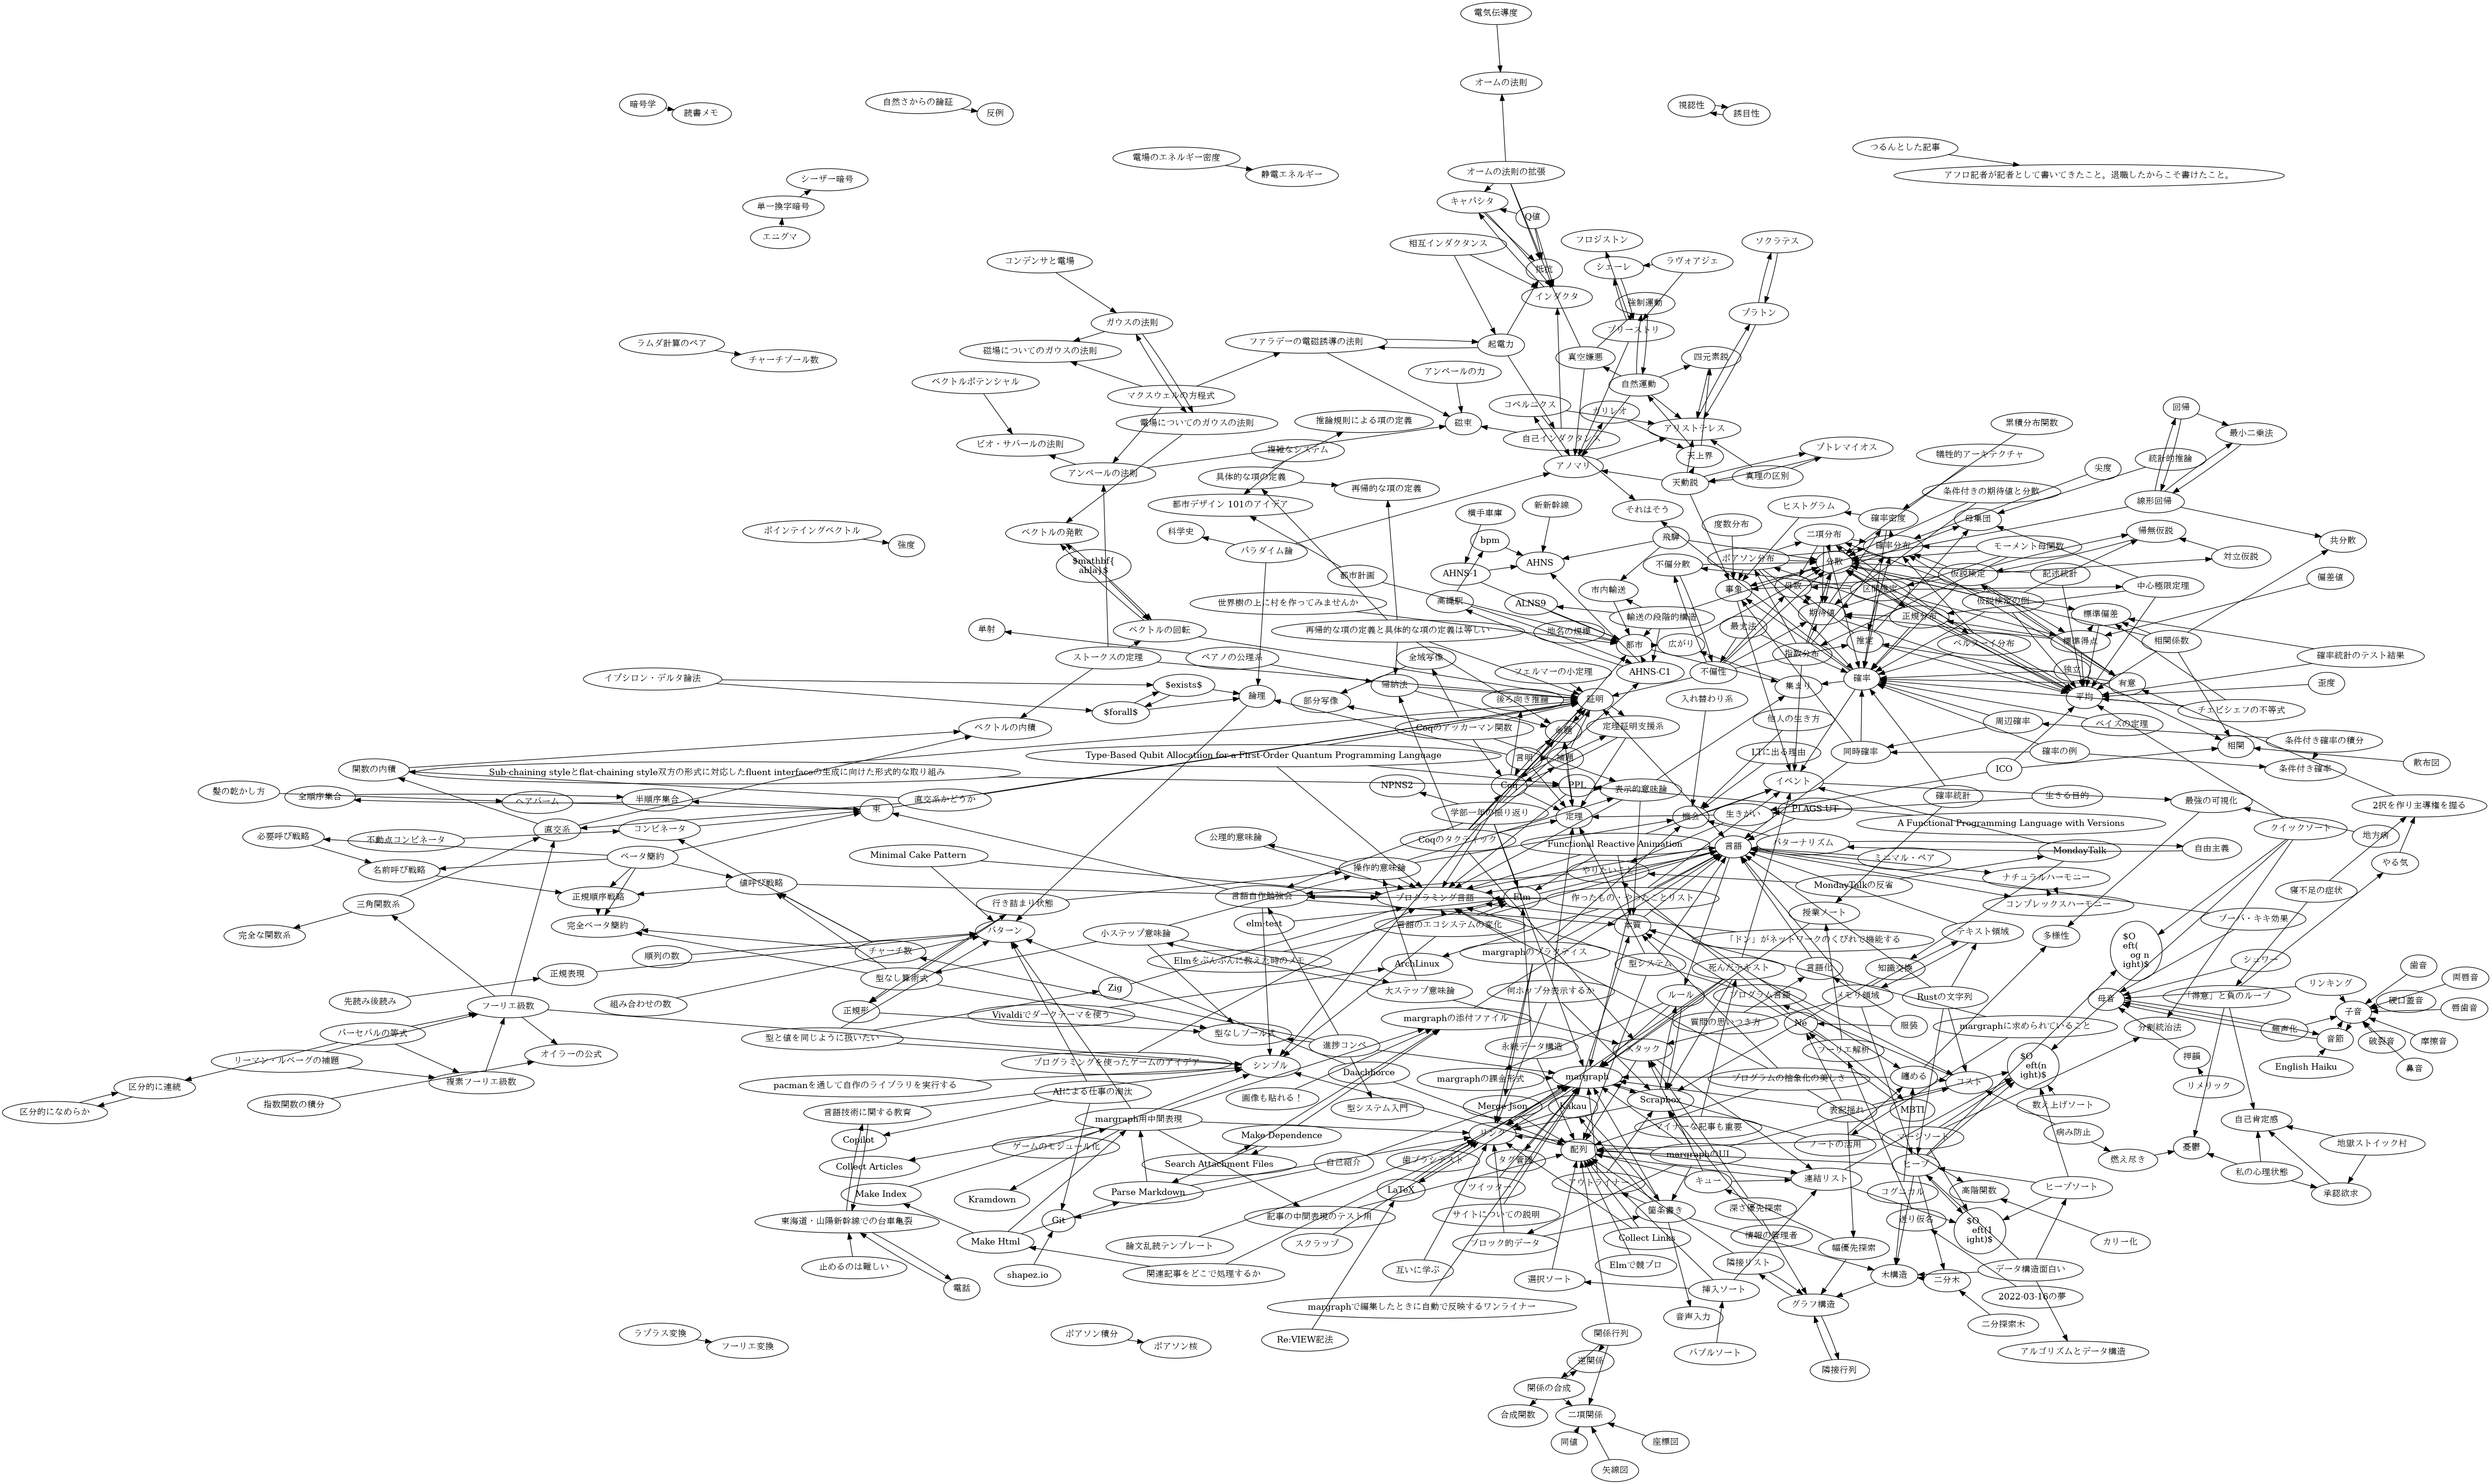 電気伝導度
オームの法則
暗号学
読書メモ
自然さからの論証
反例
視認性
誘目性
電場のエネルギー密度
静電エネルギー
つるんとした記事
アフロ記者が記者として書いてきたこと。退職したからこそ書けたこと。
シーザー暗号
単一換字暗号
エニグマ
オームの法則の拡張
キャパシタ
Q値
相互インダクタンス
抵抗
インダクタ
フロジストン
シェーレ
ラヴォアジェ
強制運動
プリーストリ
ソクラテス
プラトン
コンデンサと電場
ガウスの法則
磁場についてのガウスの法則
ベクトルポテンシャル
マクスウェルの方程式
電場についてのガウスの法則
ビオ・サバールの法則
アンペールの法則
ラムダ計算のペア
チャーチブール数
ファラデーの電磁誘導の法則
起電力
アンペールの力
真空嫌悪
四元素説
自然運動
コペルニクス
ガリレオ
磁束
自己インダクタンス
アリストテレス
天上界
アノマリ
天動説
プトレマイオス
真理の区別
推論規則による項の定義
複雑なシステム
具体的な項の定義
再帰的な項の定義
都市デザイン 101のアイデア
ポインテイングベクトル
強度
ベクトルの発散
$mathbf{
abla}$
ベクトルの回転
科学史
パラダイム論
都市計画
それはそう
横手車庫
新新幹線
bpm
AHNS
AHNS-1
飛騨
高縄駅
ALNS9
市内輸送
輸送の段階的構造
世界樹の上に村を作ってみませんか
再帰的な項の定義と具体的な項の定義は等しい
地名の規模
都市
広がり
AHNS-C1
度数分布
ヒストグラム
確率密度
累積分布関数
犠牲的アーキテクチャ
尖度
条件付きの期待値と分散
母集団
統計的推論
回帰
最小二乗法
線形回帰
帰無仮説
対立仮説
共分散
二項分布
確率分布
モーメント母関数
ポアソン分布
分散
不偏分散
事象
母数
区間推定
仮説検定
記述統計
中心極限定理
偏差値
期待値
仮説検定の例
標準偏差
最尤法
正規分布
推定
ベルヌーイ分布
標準得点
相関係数
確率統計のテスト結果
指数分布
不偏性
確率
独立
有意
平均
歪度
チェビシェフの不等式
集まり
ベイズの定理
周辺確率
同時確率
確率の例
相関
条件付き確率の積分
条件付き確率
散布図
ICO
単射
ペアノの公理系
ストークスの定理
全域写像
フェルマーの小定理
帰納法
後ろ向き推論
証明
部分写像
論理
イプシロン・デルタ論法
$exists$
$forall$
Coqのアッカーマン関数
命題
定理証明支援系
入れ替わり系
他人の生き方
LTに出る理由
イベント
ベクトルの内積
Type-Based Qubit Allocatiion for a First-Order Quantum Programming Language
言明
補題
関数の内積
Sub-chaining styleとflat-chaining style双方の形式に対応したfluent interfaceの生成に向けた形式的な取り組み
髪の乾かし方
全順序集合
ヘアバーム
半順序集合
束
直交系かどうか
NPNS2
Coq
PPL
表示的意味論
学部一年の振り返り
定理
機会
生きがい
PLAGS UT
確率統計
生きる目的
最強の可視化
2択を作り主導権を握る
必要呼び戦略
不動点コンビネータ
直交系
コンビネータ
公理的意味論
Coqのタクティック
Functional Reactive Animation
言語
パターナリズム
A Functional Programming Language with Versions
クイックソート
地方病
ベータ簡約
名前呼び戦略
Minimal Cake Pattern
操作的意味論
やりたいこと
ミニマル・ペア
MondayTalk
自由主義
やる気
正規順序戦略
値呼び戦略
言語自作勉強会
プログラミング言語
Elm
作ったもの・やったことリスト
MondayTalkの反省
ナチュラルハーモニー
コンプレックスハーモニー
寝不足の症状
三角関数系
完全な関数系
完全ベータ簡約
行き詰まり状態
パターン
elm-test
言語のエコシステムの変化
授業ノート
ブーバ・キキ効果
小ステップ意味論
「ドン」がネットワークのくびれで機能する
テキスト領域
多様性
$O
eft(
og n
ight)$
順列の数
チャーチ数
Elmをぶんぶんに教えた時のメモ
margraphのプラクティス
シュワー
正規表現
先読み後読み
型なし算術式
ArchLinux
型システム
死んだテキスト
言語化
知識交換
組み合わせの数
Zig
大ステップ意味論
何ホップ分表示するか
ルール
プログラム言語
メモリ領域
Rustの文字列
母音
「得意」と負のループ
リンキング
歯音
両唇音
硬口蓋音
唇歯音
子音
フーリエ級数
正規形
Vivaldiでダークテーマを使う
margraphの添付ファイル
質問の思いつき方
Né
服装
margraphに求められていること
分割統治法
無声化
音節
破裂音
摩擦音
鼻音
English Haiku
パーセバルの等式
リーマン・ルベーグの補題
オイラーの公式
型と値を同じように扱いたい
型なしブール式
進捗コンペ
永続データ構造
スタック
フーリエ解析
押韻
リメリック
複素フーリエ級数
プログラミングを使ったゲームのアイデア
シンプル
Daachorse
margraph
プログラムの抽象化の美しさ
纏める
コスト
$O
eft(n
ight)$
区分的に連続
区分的になめらか
指数関数の積分
pacmanを通して自作のライブラリを実行する
AIによる仕事の淘汰
画像も貼れる！
型システム入門
margraphの課金形式
Scrapbox
Merge Json
Kakau
表記揺れ
MBTI
数え上げソート
言語技術に関する教育
margraph用中間表現
マイナーな記事も重要
ノートの活用
マージソート
病み防止
自己肯定感
Copilot
ゲームのモジュール化
Make Dependence
リンク
配列
燃え尽き
憂鬱
地獄ストイック村
Collect Articles
Search Attachment Files
自己紹介
歯ブラシテスト
タグ管理
margraphのUI
ヒープ
私の心理状態
承認欲求
Make Index
Kramdown
Parse Markdown
LaTeX
ツイッター
アウトライナー
キュー
連結リスト
コグニカル
高階関数
ヒープソート
東海道・山陽新幹線での台車亀裂
Git
記事の中間表現のテスト用
サイトについての説明
箇条書き
深さ優先探索
送り仮名
$O
eft(1
ight)$
カリー化
Make Html
論文乱読テンプレート
スクラップ
ブロック的データ
Collect Links
情報の管理者
幅優先探索
止めるのは難しい
電話
shapez.io
関連記事をどこで処理するか
互いに学ぶ
選択ソート
Elmで競プロ
隣接リスト
木構造
二分木
データ構造面白い
挿入ソート
グラフ構造
2022-03-16の夢
margraphで編集したときに自動で反映するワンライナー
音声入力
二分探索木
ラプラス変換
フーリエ変換
ポアソン積分
ポアソン核
Re:VIEW記法
関係行列
バブルソート
隣接行列
アルゴリズムとデータ構造
逆関係
関係の合成
合成関数
二項関係
同値
座標図
矢線図